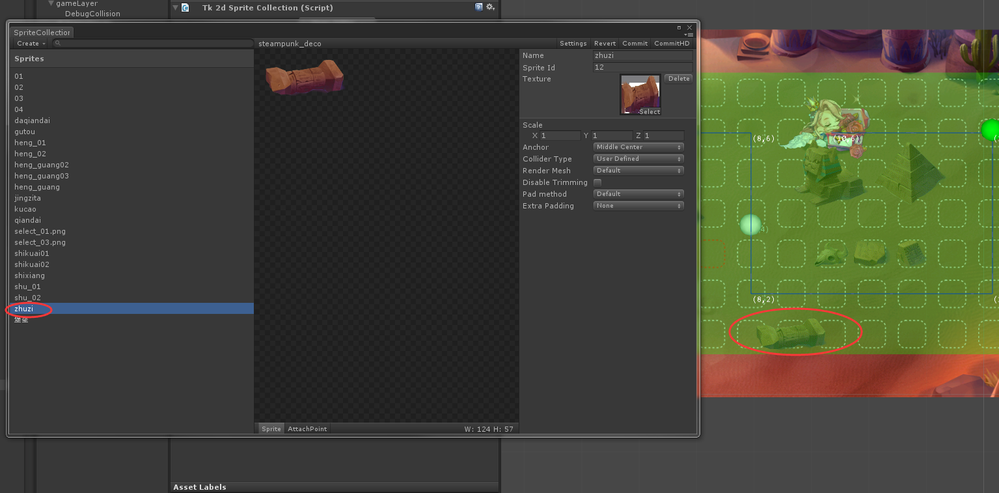 gameLayer
DebugCollision
Tk 2d Sprite Collection (Script)
SpriteCollection
Create
steampunk_deco
Settings Revert Commit CommitHD
Sprites
01
02
03
04
daqiandai
gutou
heng_01
heng_02
heng_guang02
heng_guang03
heng_guang
jingzita
kucao
qiandai
select_01.png
select_03.png
shikuai01
shikuai02
shixiang
shu_01
shu_02
zhuzi
堡垒
Name zhuzi
Sprite Id 12
Texture Delete
Select
Scale
X 1 Y 1 Z 1
Anchor Middle Center
Collider Type User Defined
Render Mesh Default
Disable Trimming
Pad method Default
Extra Padding None
(8,6)
(10,6)
4)
(8,2)
Sprite AttachPoint W: 124 H: 57
Asset Labels